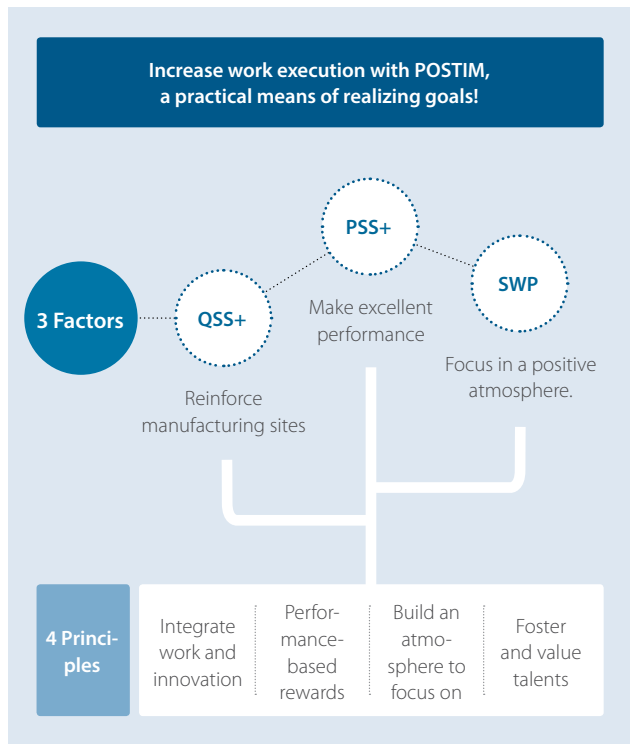 Increase work execution with POSTIM,
a practical means of realizing goals!
3 Factors
QSS+
Reinforce
manufacturing sites
PSS+
Make excellent
performance
SWP
Focus in a positive
atmosphere.
4 Princi-
ples
Integrate
work and
innovation
Perfor-
mance-
based
rewards
Build an
atmo-
sphere to
focus on
Foster
and value
talents